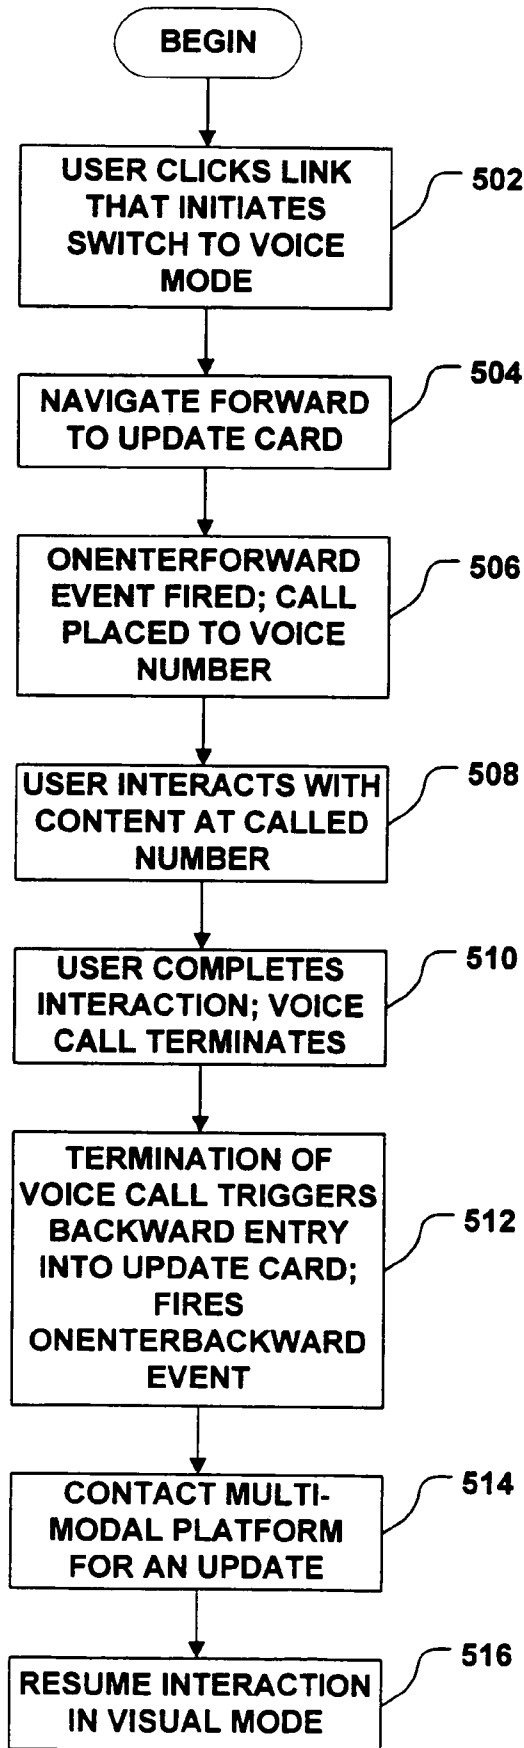 BEGIN
USER CLICKS LINK
THAT INITIATES
SWITCH TO VOICE
MODE
502
NAVIGATE FORWARD
TO UPDATE CARD
504
ONENTERFORWARD
EVENT FIRED; CALL
PLACED TO VOICE
NUMBER
506
USER INTERACTS WITH
CONTENT AT CALLED
NUMBER
508
USER COMPLETES
INTERACTION; VOICE
CALL TERMINATES
510
TERMINATION OF
VOICE CALL TRIGGERS
BACKWARD ENTRY
INTO UPDATE CARD;
FIRES
ONENTERBACKWARD
EVENT
512
CONTACT MULTI-
MODAL PLATFORM
FOR AN UPDATE
514
RESUME INTERACTION
IN VISUAL MODE
516